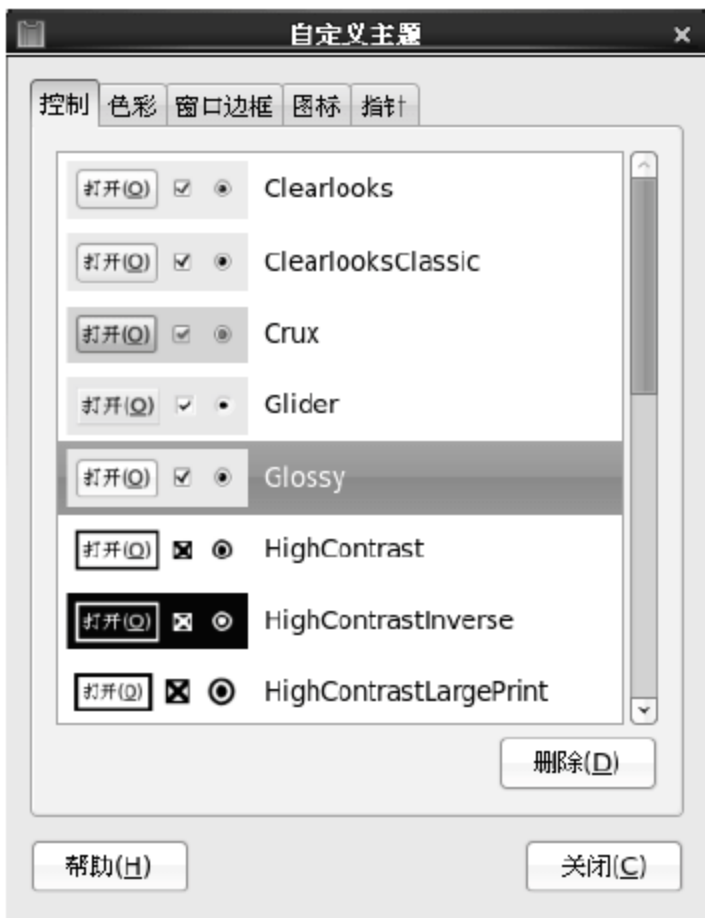 自定义主题
控制 色彩 窗口边框 图标 指针
打开(O) Clearlooks
打开(O) ClearlooksClassic
打开(O) Crux
打开(O) Glider
打开(O) Glossy
打开(O) HighContrast
打开(O) HighContrastInverse
打开(O) HighContrastLargePrint
删除(D)
帮助(H) 关闭(C)